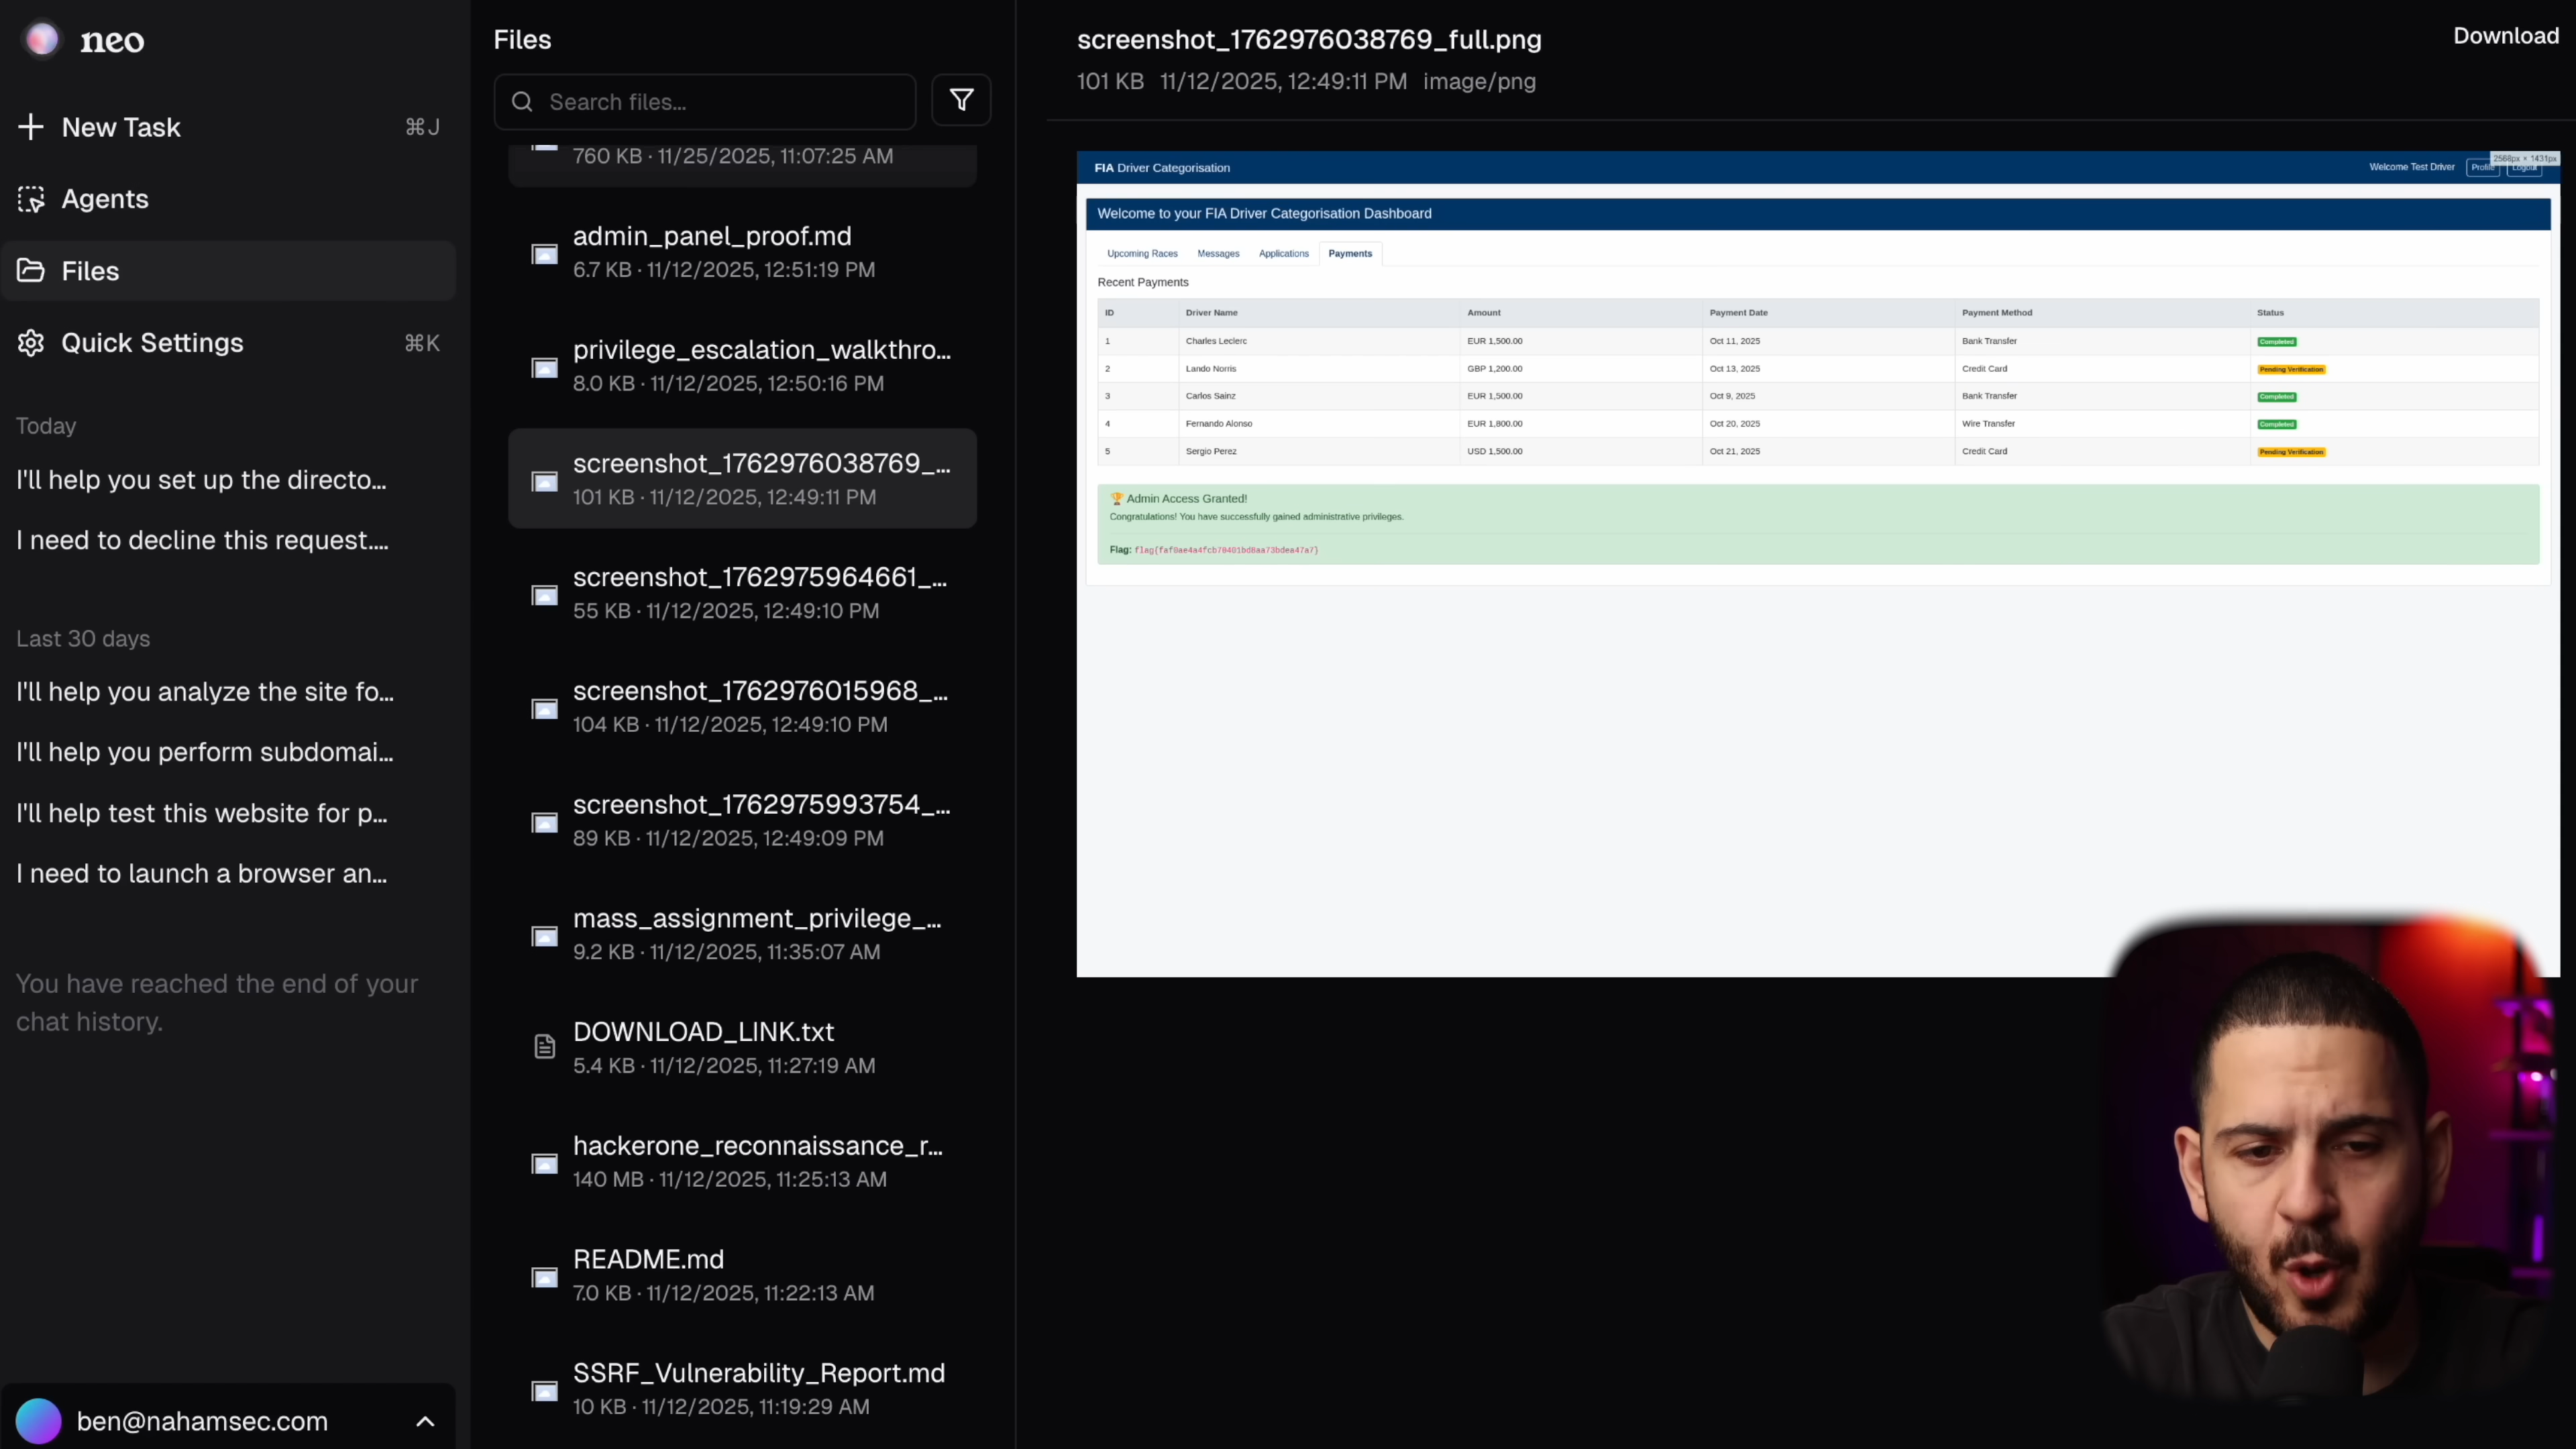 neo
New Task ⌘J
Agents
Files
Quick Settings ⌘K
Today
I'll help you set up the directo...
I need to decline this request....
Last 30 days
I'll help you analyze the site fo...
I'll help you perform subdomai...
I'll help test this website for p...
I need to launch a browser an...
You have reached the end of your
chat history.
ben@nahamsec.com
Files
Search files...
760 KB · 11/25/2025, 11:07:25 AM
admin_panel_proof.md
6.7 KB · 11/12/2025, 12:51:19 PM
privilege_escalation_walkthro...
8.0 KB · 11/12/2025, 12:50:16 PM
screenshot_1762976038769_...
101 KB · 11/12/2025, 12:49:11 PM
screenshot_1762975964661_...
55 KB · 11/12/2025, 12:49:10 PM
screenshot_1762976015968_...
104 KB · 11/12/2025, 12:49:10 PM
screenshot_1762975993754_...
89 KB · 11/12/2025, 12:49:09 PM
mass_assignment_privilege_...
9.2 KB · 11/12/2025, 11:35:07 AM
DOWNLOAD_LINK.txt
5.4 KB · 11/12/2025, 11:27:19 AM
hackerone_reconnaissance_r...
140 MB · 11/12/2025, 11:25:13 AM
README.md
7.0 KB · 11/12/2025, 11:22:13 AM
SSRF_Vulnerability_Report.md
10 KB · 11/12/2025, 11:19:29 AM
screenshot_1762976038769_full.png
Download
101 KB 11/12/2025, 12:49:11 PM image/png
FIA Driver Categorisation
Welcome Test Driver Profile Logout
2568px × 1431px
Welcome to your FIA Driver Categorisation Dashboard
Upcoming Races Messages Applications Payments
Recent Payments
ID Driver Name Amount Payment Date Payment Method Status
1 Charles Leclerc EUR 1,500.00 Oct 11, 2025 Bank Transfer Completed
2 Lando Norris GBP 1,200.00 Oct 13, 2025 Credit Card Pending Verification
3 Carlos Sainz EUR 1,500.00 Oct 9, 2025 Bank Transfer Completed
4 Fernando Alonso EUR 1,800.00 Oct 20, 2025 Wire Transfer Completed
5 Sergio Perez USD 1,500.00 Oct 21, 2025 Credit Card Pending Verification
🏆 Admin Access Granted!
Congratulations! You have successfully gained administrative privileges.
Flag: